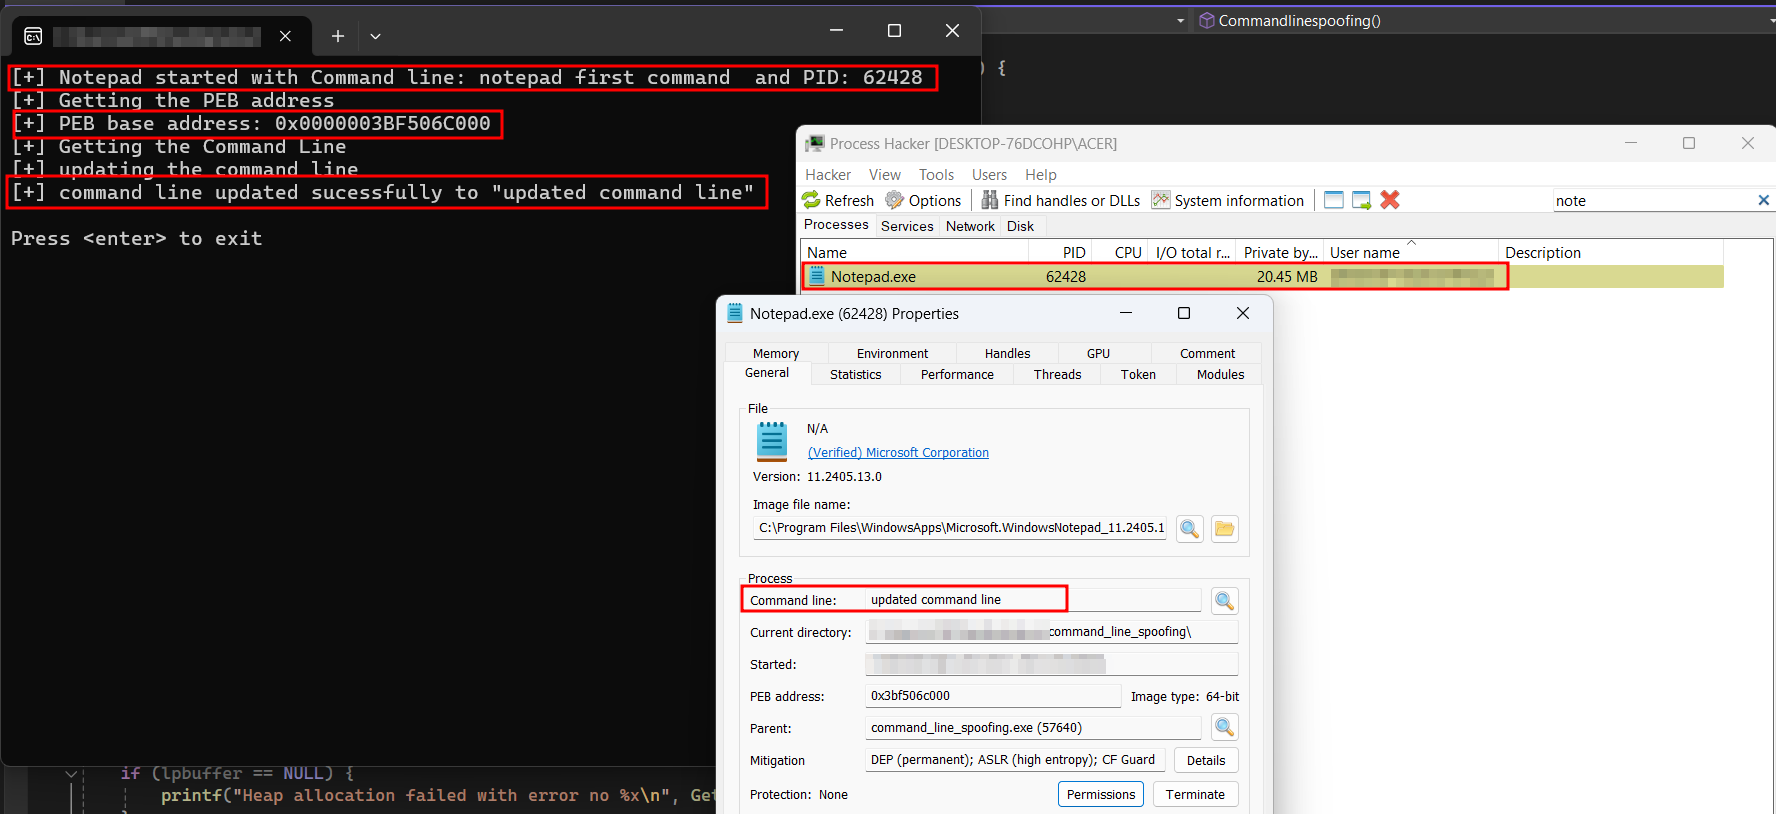 [+] Notepad started with Command line: notepad first command  and PID: 62428
[+] Getting the PEB address
[+] PEB base address: 0x0000003BF506C000
[+] Getting the Command Line
[+] updating the command line
[+] command line updated sucessfully to "updated command line"
Press <enter> to exit
Commandlinespoofing()
) {
Process Hacker [DESKTOP-76DCOHP\ACER]
Hacker View Tools Users Help
Refresh Options Find handles or DLLs System information note
Processes Services Network Disk
Name PID CPU I/O total r... Private by... User name Description
Notepad.exe 62428 20.45 MB
Notepad.exe (62428) Properties
Memory Environment Handles GPU Comment
General Statistics Performance Threads Token Modules
File
N/A
(Verified) Microsoft Corporation
Version: 11.2405.13.0
Image file name:
C:\Program Files\WindowsApps\Microsoft.WindowsNotepad_11.2405.1
Process
Command line: updated command line
Current directory: command_line_spoofing\
Started:
PEB address: 0x3bf506c000 Image type: 64-bit
Parent: command_line_spoofing.exe (57640)
Mitigation DEP (permanent); ASLR (high entropy); CF Guard Details
Protection: None Permissions Terminate
if (lpbuffer == NULL) {
printf("Heap allocation failed with error no %x\n", Get